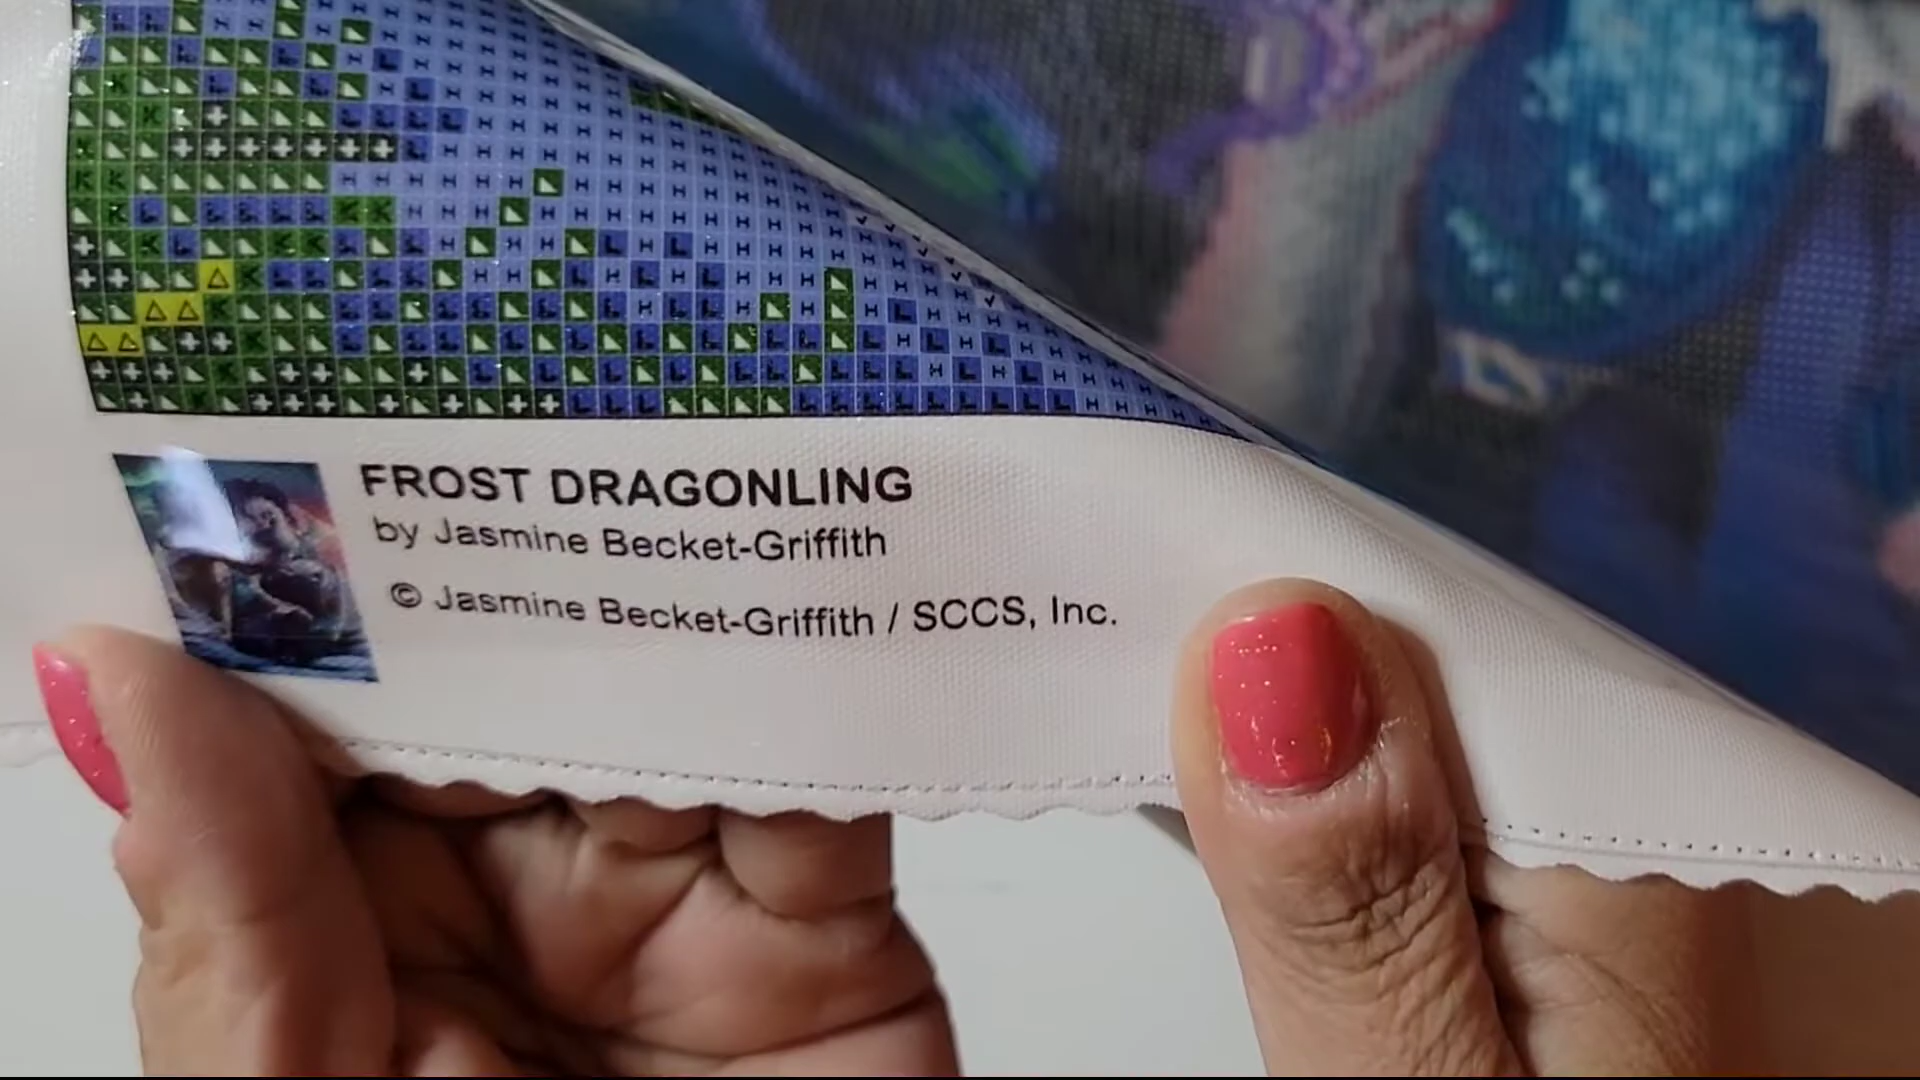 FROST DRAGONLING
by Jasmine Becket-Griffith
© Jasmine Becket-Griffith / SCCS, Inc.